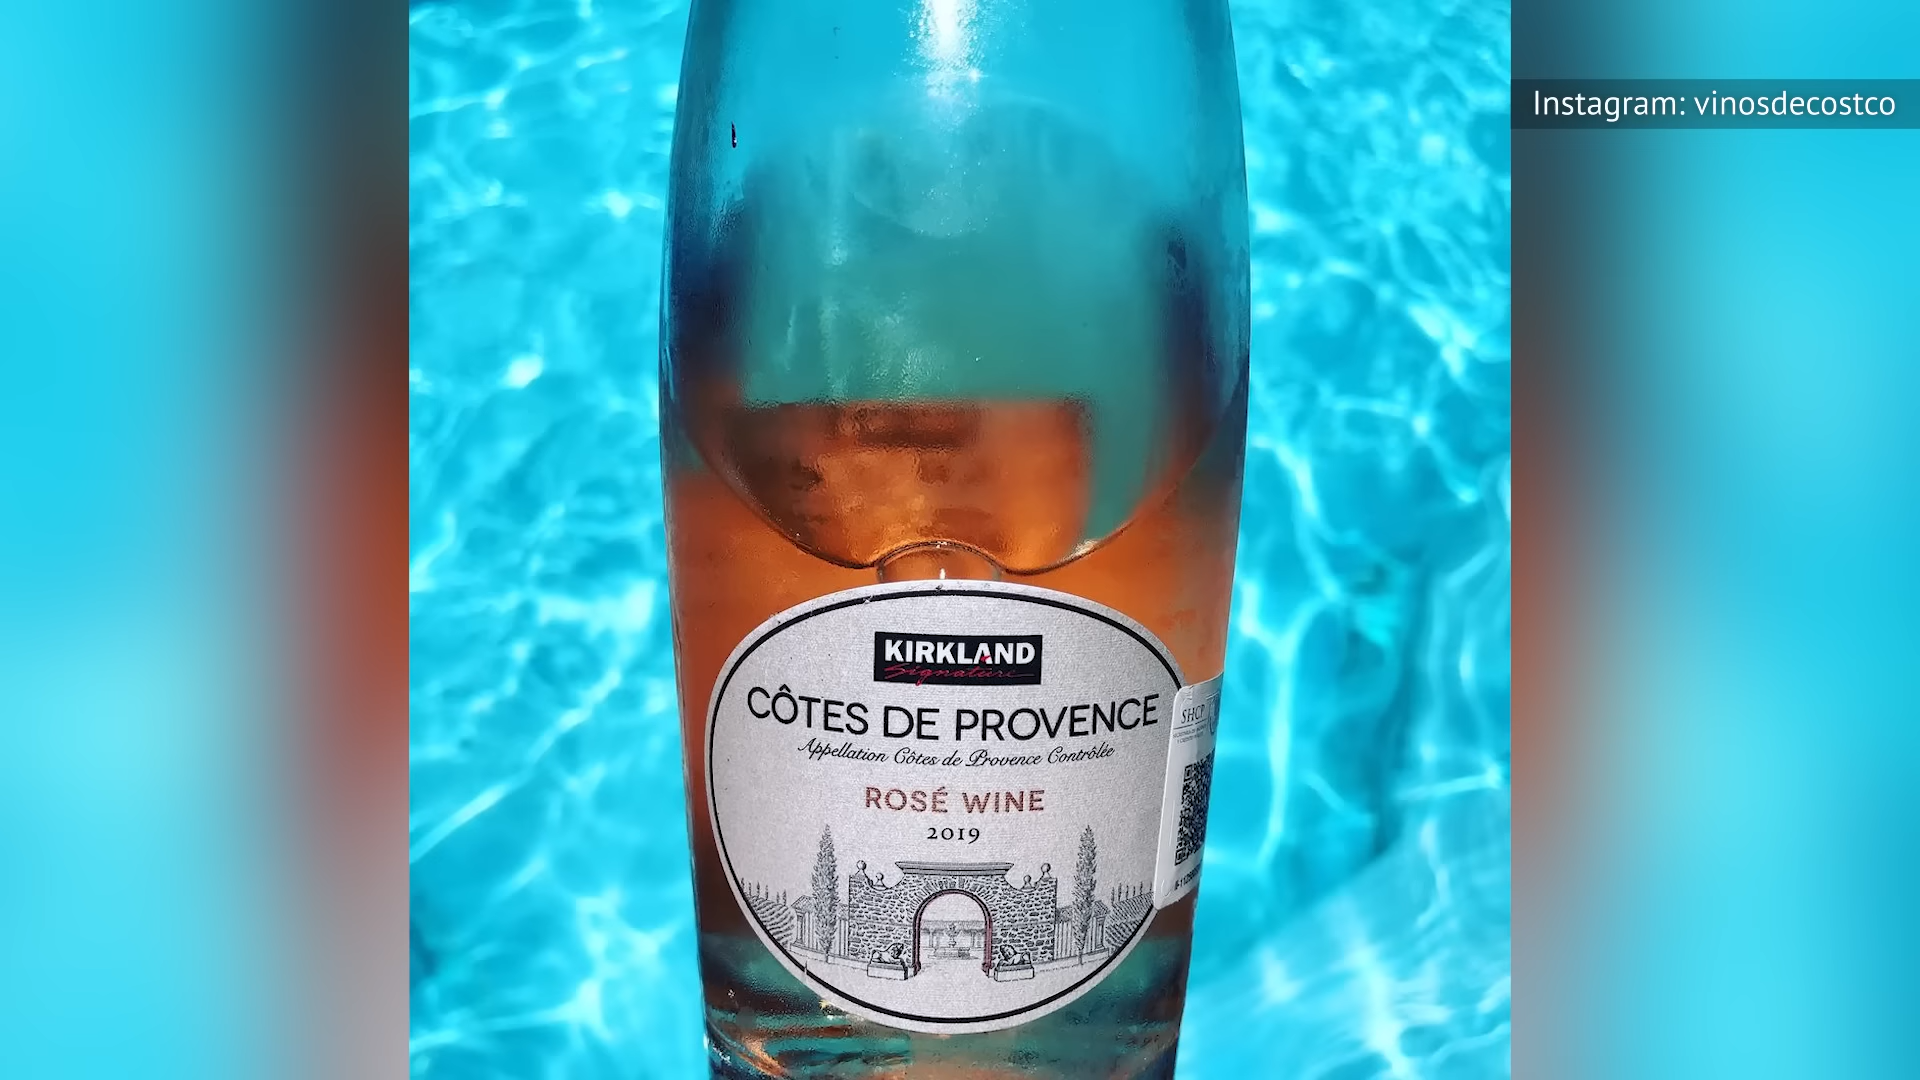 Instagram: vinosdecostco
KIRKLAND
Signature
CÔTES DE PROVENCE
Appellation Côtes de Provence Contrôlée
ROSÉ WINE
2019
SHCP